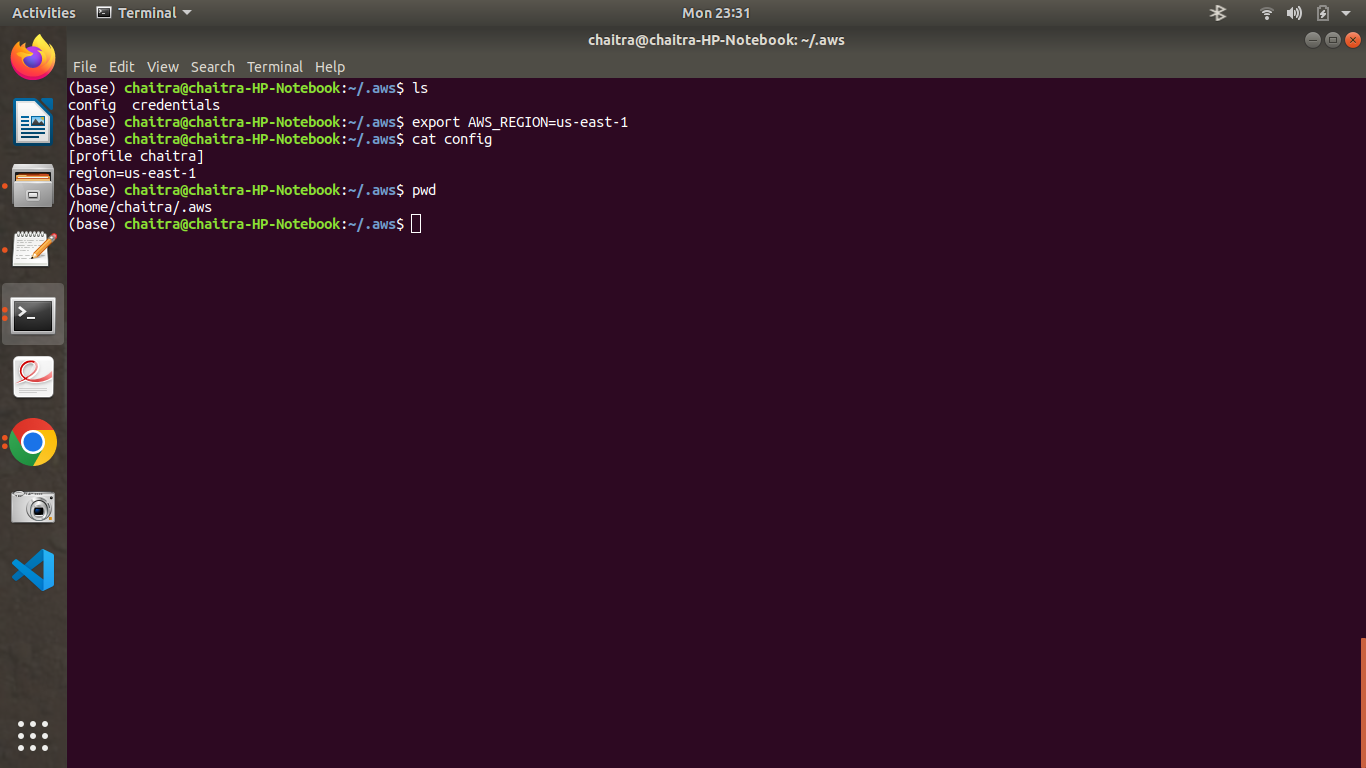 Activities Terminal Mon 23:31
chaitra@chaitra-HP-Notebook: ~/.aws
File Edit View Search Terminal Help
(base) chaitra@chaitra-HP-Notebook:~/.aws$ ls
config  credentials
(base) chaitra@chaitra-HP-Notebook:~/.aws$ export AWS_REGION=us-east-1
(base) chaitra@chaitra-HP-Notebook:~/.aws$ cat config
[profile chaitra]
region=us-east-1
(base) chaitra@chaitra-HP-Notebook:~/.aws$ pwd
/home/chaitra/.aws
(base) chaitra@chaitra-HP-Notebook:~/.aws$